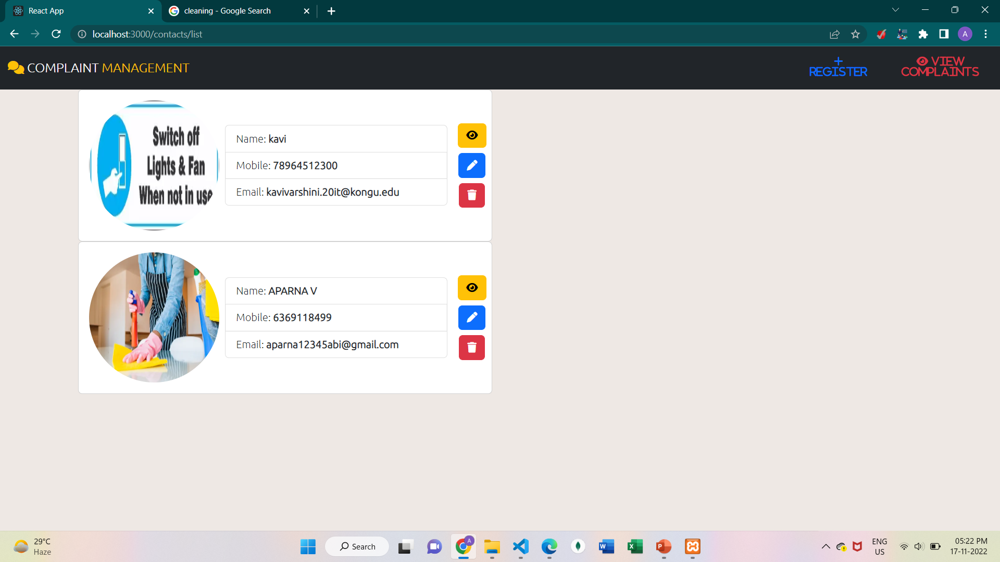 React App
cleaning - Google Search
localhost:3000/contacts/list
A
COMPLAINT MANAGEMENT
+
REGISTER
VIEW
COMPLAINTS
Switch off
Lights & Fan
When not in use
Name: kavi
Mobile: 78964512300
Email: kavivarshini.20it@kongu.edu
Name: APARNA V
Mobile: 6369118499
Email: aparna12345abi@gmail.com
29°C
Haze
Search
A
W
X
P
ENG
US
05:22 PM
17-11-2022